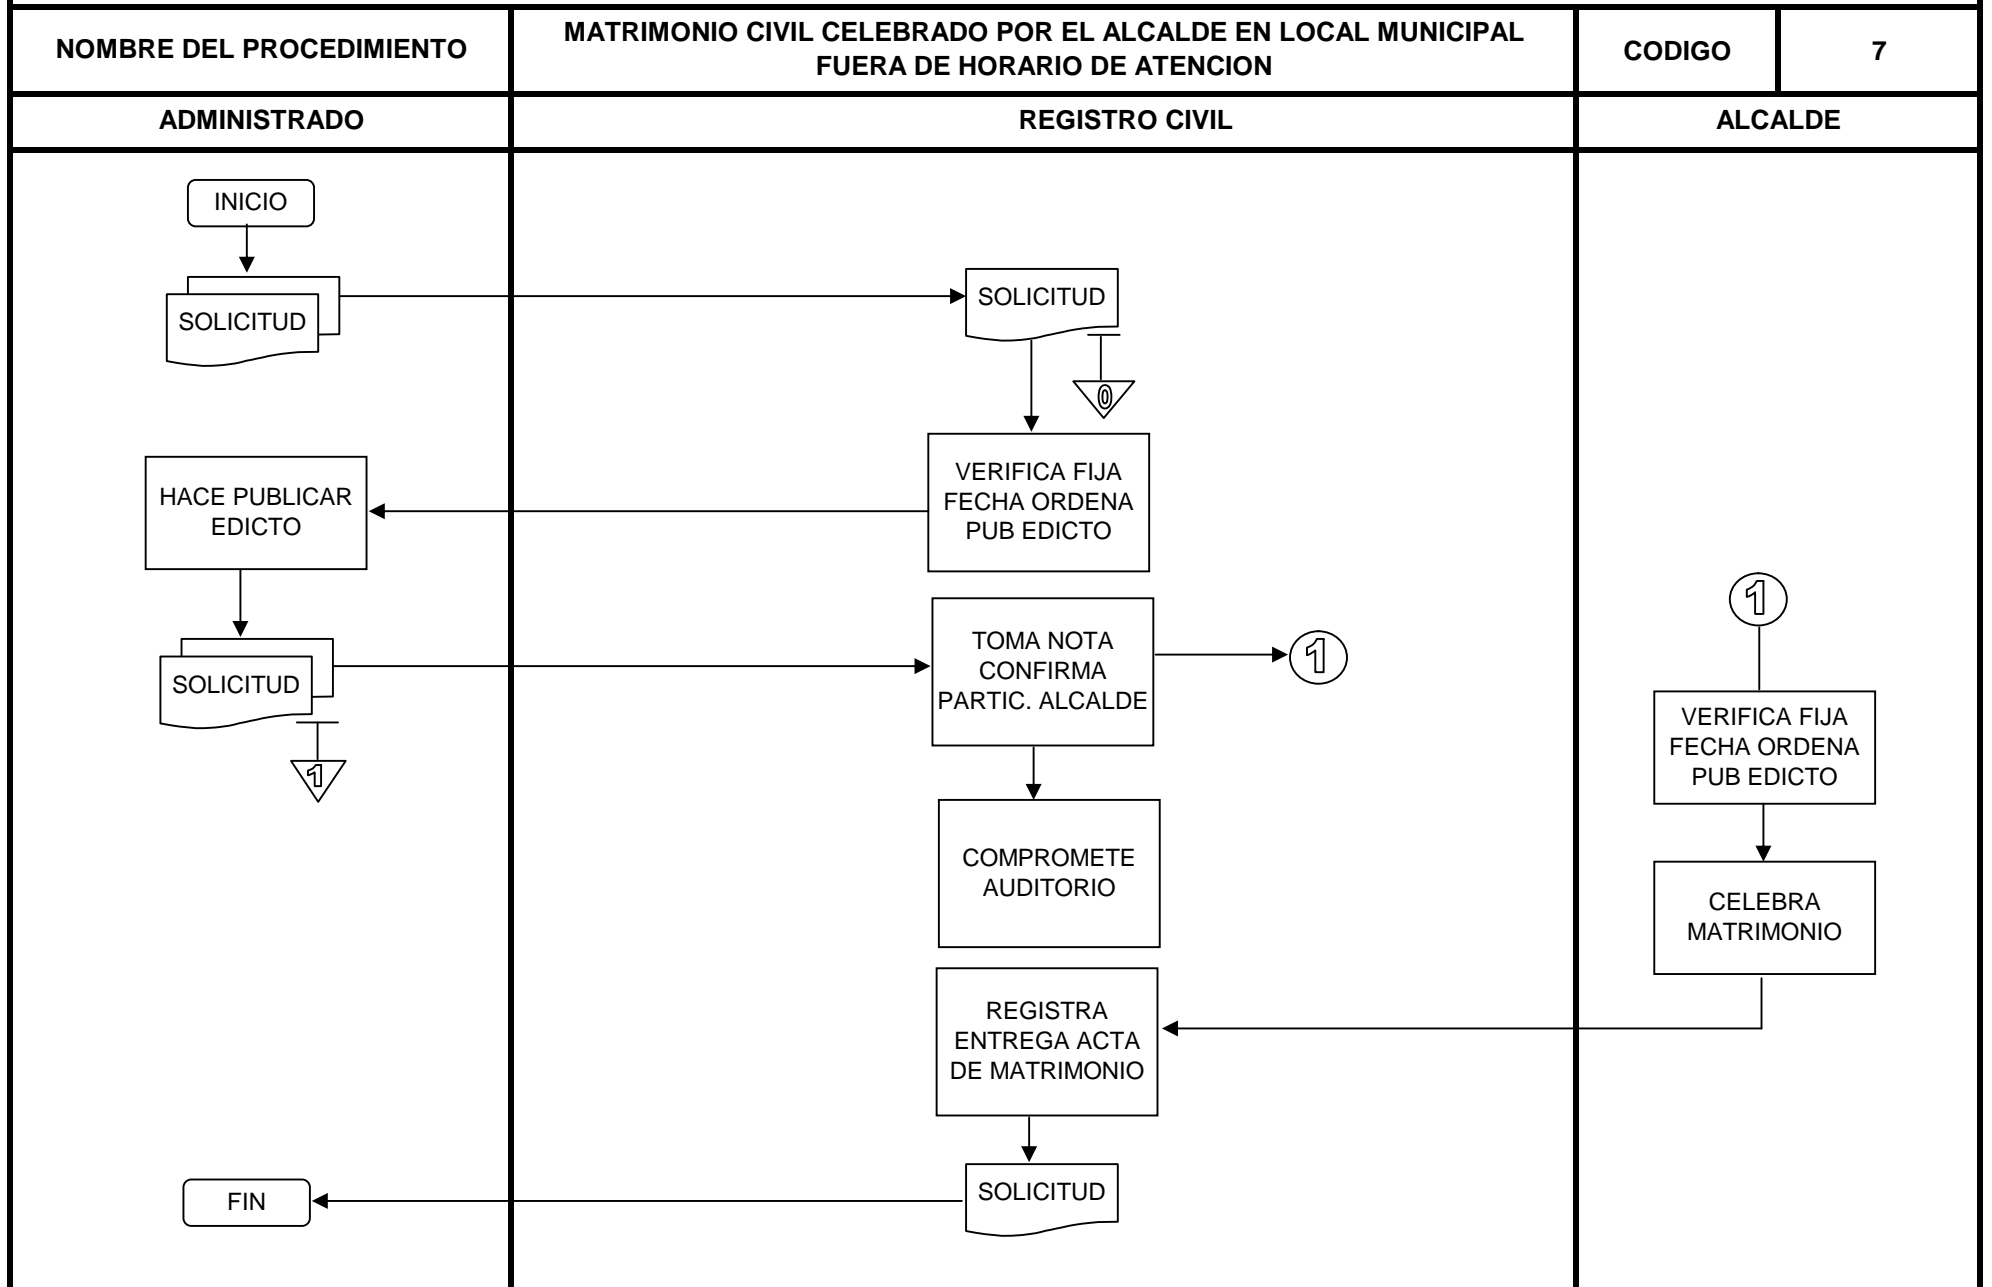 NOMBRE DEL PROCEDIMIENTO
MATRIMONIO CIVIL CELEBRADO POR EL ALCALDE EN LOCAL MUNICIPAL
FUERA DE HORARIO DE ATENCION
CODIGO
7
ADMINISTRADO
REGISTRO CIVIL
ALCALDE
INICIO
SOLICITUD
SOLICITUD
0
VERIFICA FIJA
FECHA ORDENA
PUB EDICTO
HACE PUBLICAR
EDICTO
SOLICITUD
1
TOMA NOTA
CONFIRMA
PARTIC. ALCALDE
1
COMPROMETE
AUDITORIO
1
VERIFICA FIJA
FECHA ORDENA
PUB EDICTO
CELEBRA
MATRIMONIO
REGISTRA
ENTREGA ACTA
DE MATRIMONIO
SOLICITUD
FIN